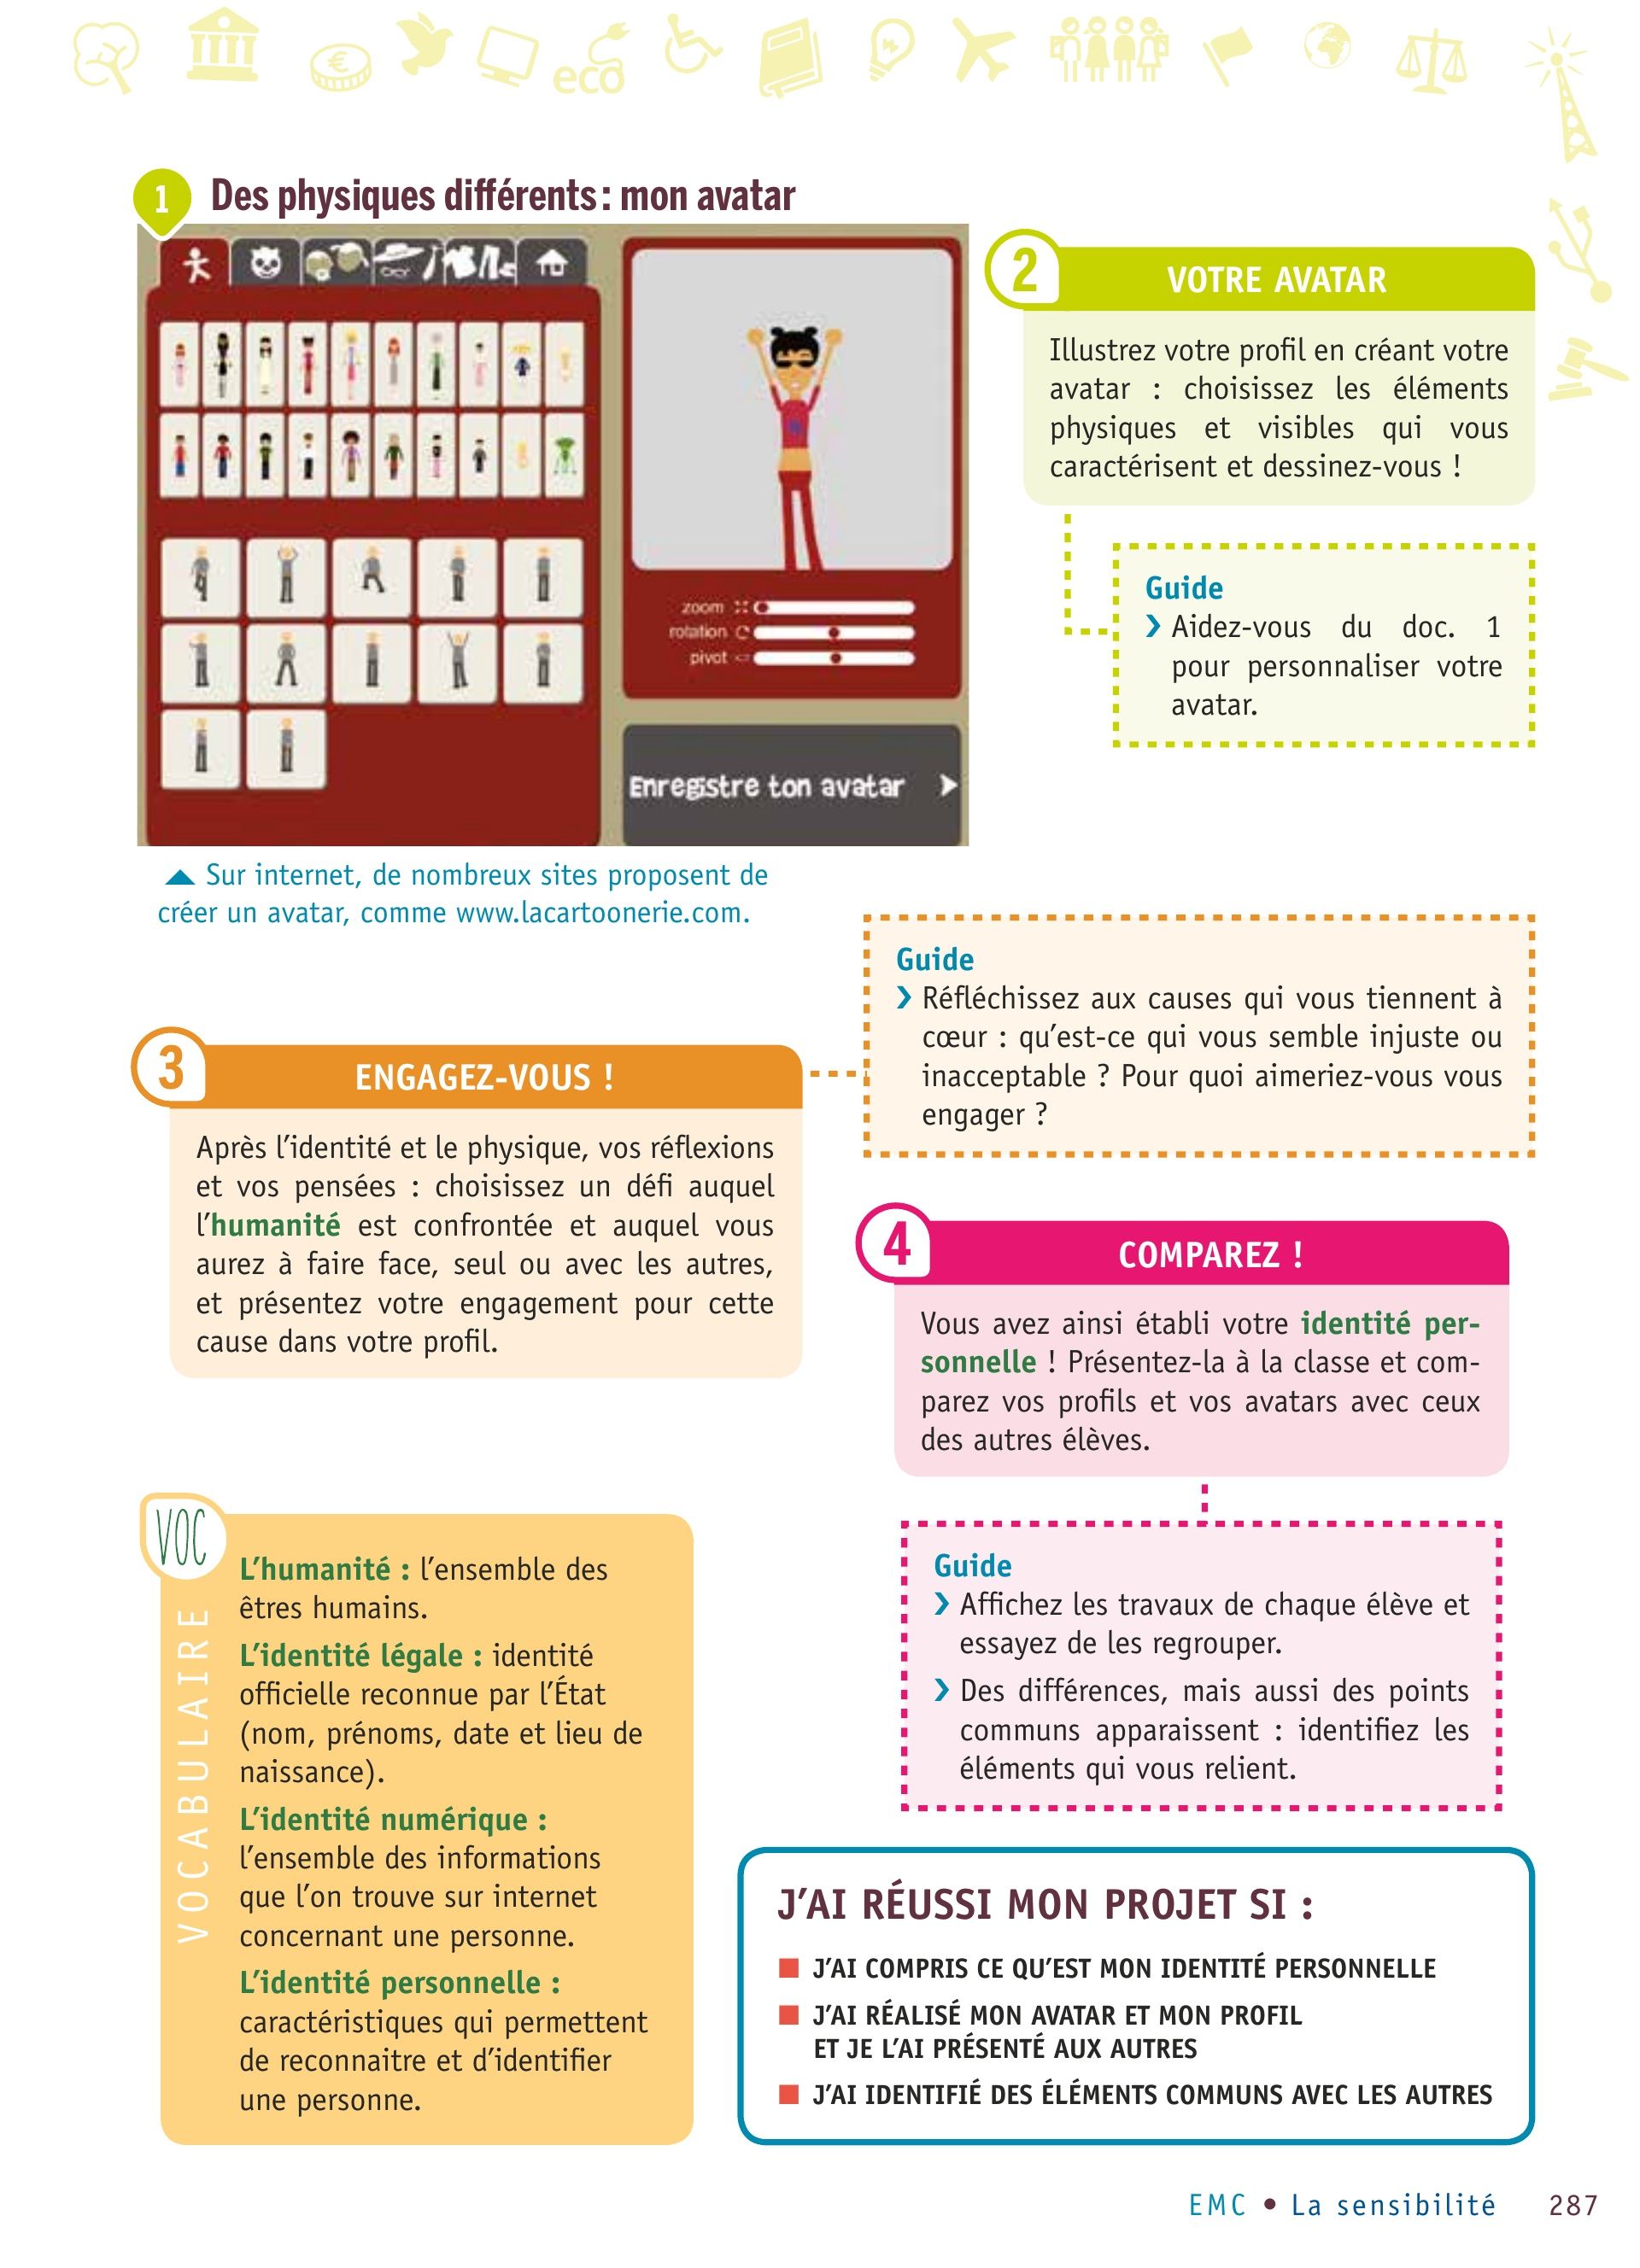 eco
1
Des physiques différents : mon avatar
zoom
rotation
pivot
Enregistre ton avatar
Sur internet, de nombreux sites proposent de
créer un avatar, comme www.lacartoonerie.com.
2
VOTRE AVATAR
Illustrez votre profil en créant votre
avatar : choisissez les éléments
physiques et visibles qui vous
caractérisent et dessinez-vous !
Guide
› Aidez-vous du doc. 1
pour personnaliser votre
avatar.
3
ENGAGEZ-VOUS !
Après l'identité et le physique, vos réflexions
et vos pensées : choisissez un défi auquel
l'humanité est confrontée et auquel vous
aurez à faire face, seul ou avec les autres,
et présentez votre engagement pour cette
cause dans votre profil.
Guide
› Réfléchissez aux causes qui vous tiennent à
cœur : qu'est-ce qui vous semble injuste ou
inacceptable ? Pour quoi aimeriez-vous vous
engager ?
4
COMPAREZ !
Vous avez ainsi établi votre identité per-
sonnelle ! Présentez-la à la classe et com-
parez vos profils et vos avatars avec ceux
des autres élèves.
Guide
› Affichez les travaux de chaque élève et
essayez de les regrouper.
› Des différences, mais aussi des points
communs apparaissent : identifiez les
éléments qui vous relient.
VOC
VOCABULAIRE
L'humanité : l'ensemble des
êtres humains.
L'identité légale : identité
officielle reconnue par l'État
(nom, prénoms, date et lieu de
naissance).
L'identité numérique :
l'ensemble des informations
que l'on trouve sur internet
concernant une personne.
L'identité personnelle :
caractéristiques qui permettent
de reconnaitre et d'identifier
une personne.
J'AI RÉUSSI MON PROJET SI :
J'AI COMPRIS CE QU'EST MON IDENTITÉ PERSONNELLE
J'AI RÉALISÉ MON AVATAR ET MON PROFIL
ET JE L'AI PRÉSENTÉ AUX AUTRES
J'AI IDENTIFIÉ DES ÉLÉMENTS COMMUNS AVEC LES AUTRES
EMC • La sensibilité 287